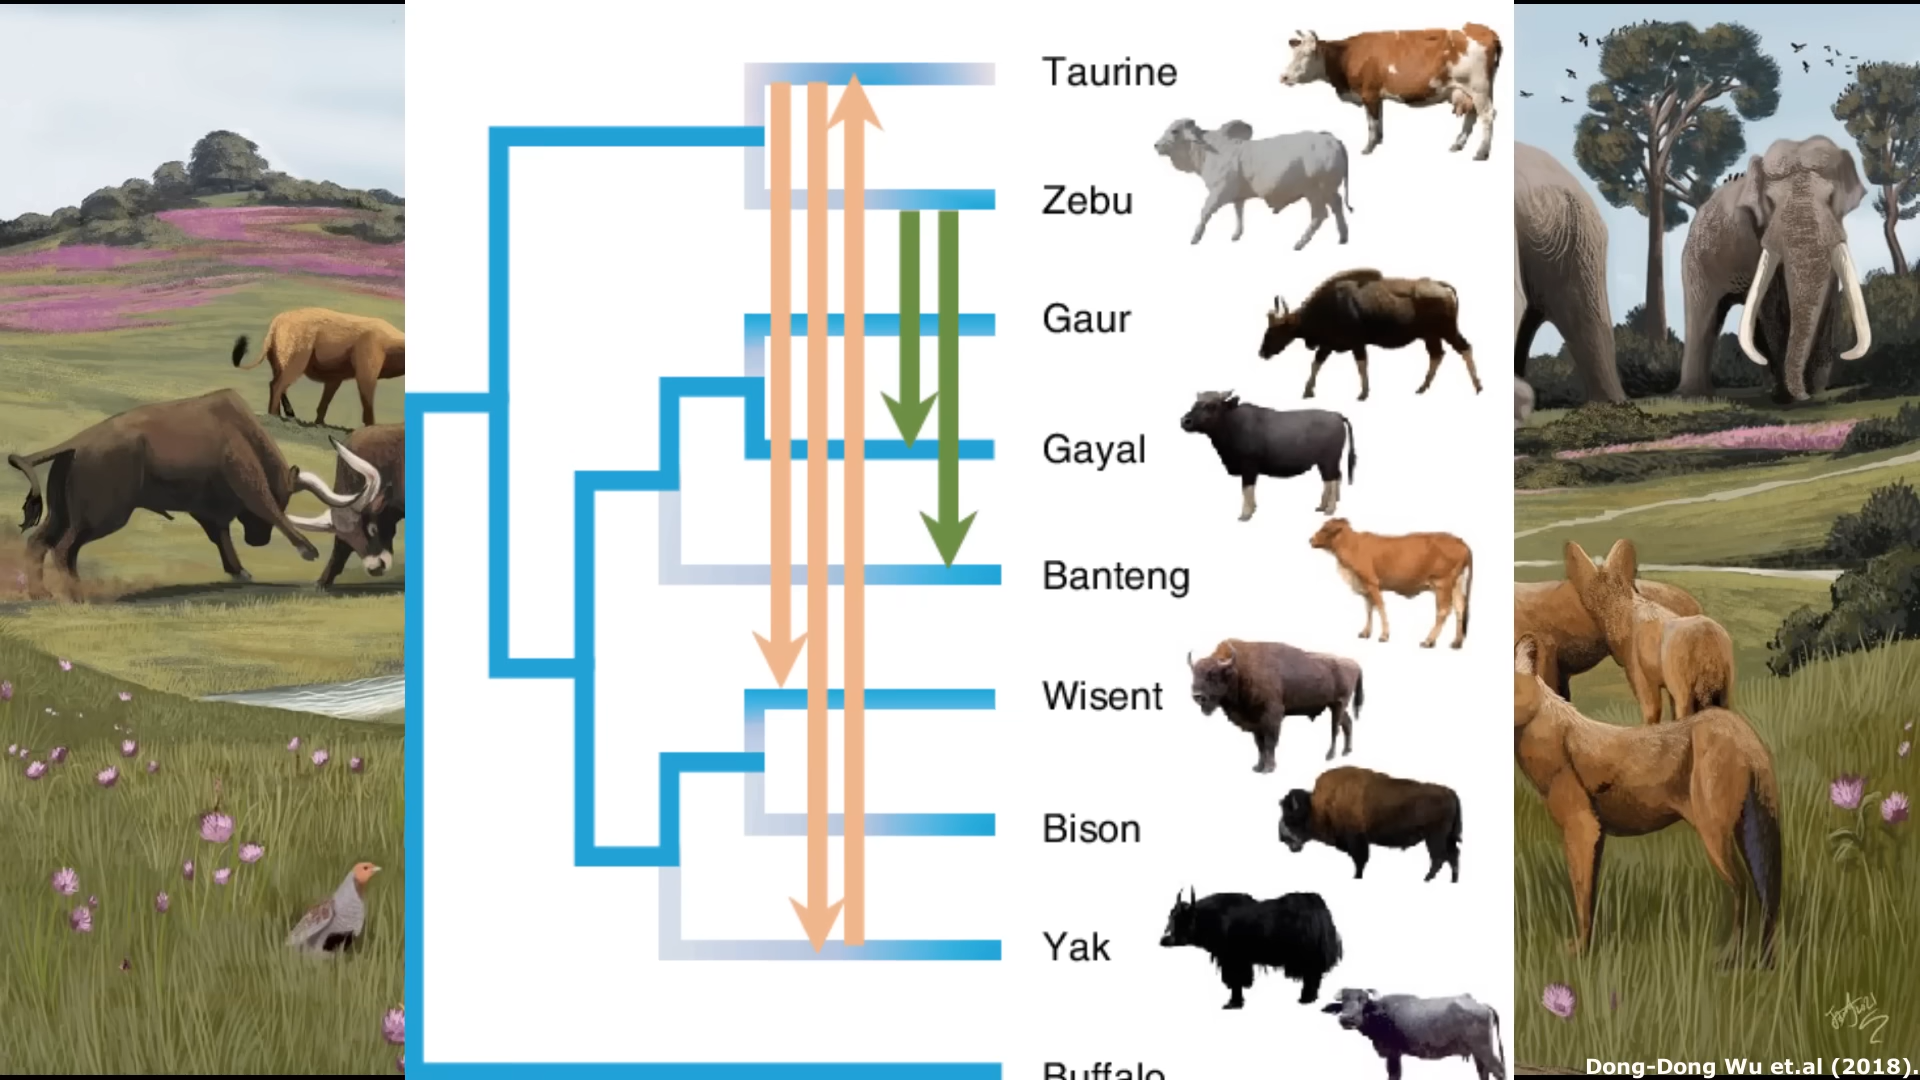 Taurine
Zebu
Gaur
Gayal
Banteng
Wisent
Bison
Yak
Buffalo
Dong-Dong Wu et.al (2018).